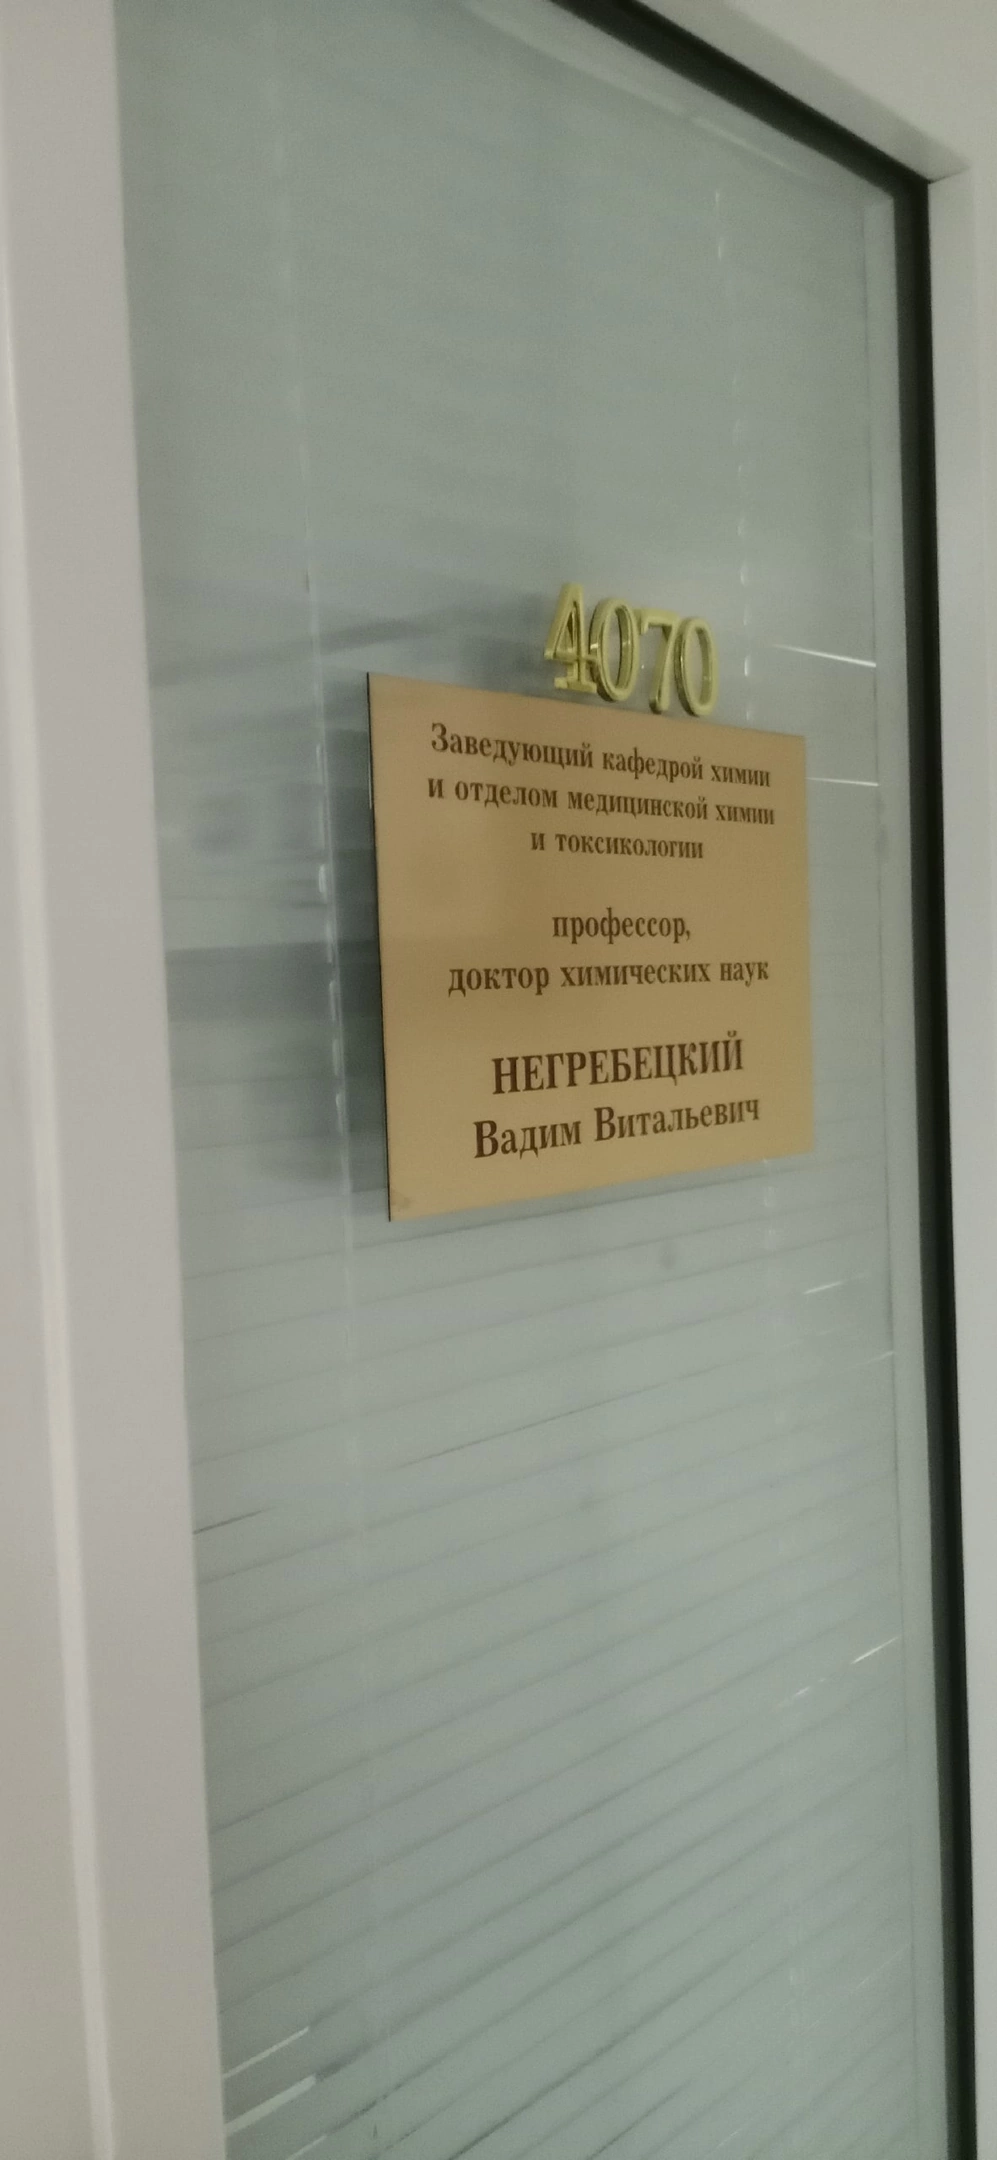 4070
Заведующий кафедрой химии
и отделом медицинской химии
и токсикологии
профессор,
доктор химических наук
НЕГРЕБЕЦКИЙ
Вадим Витальевич